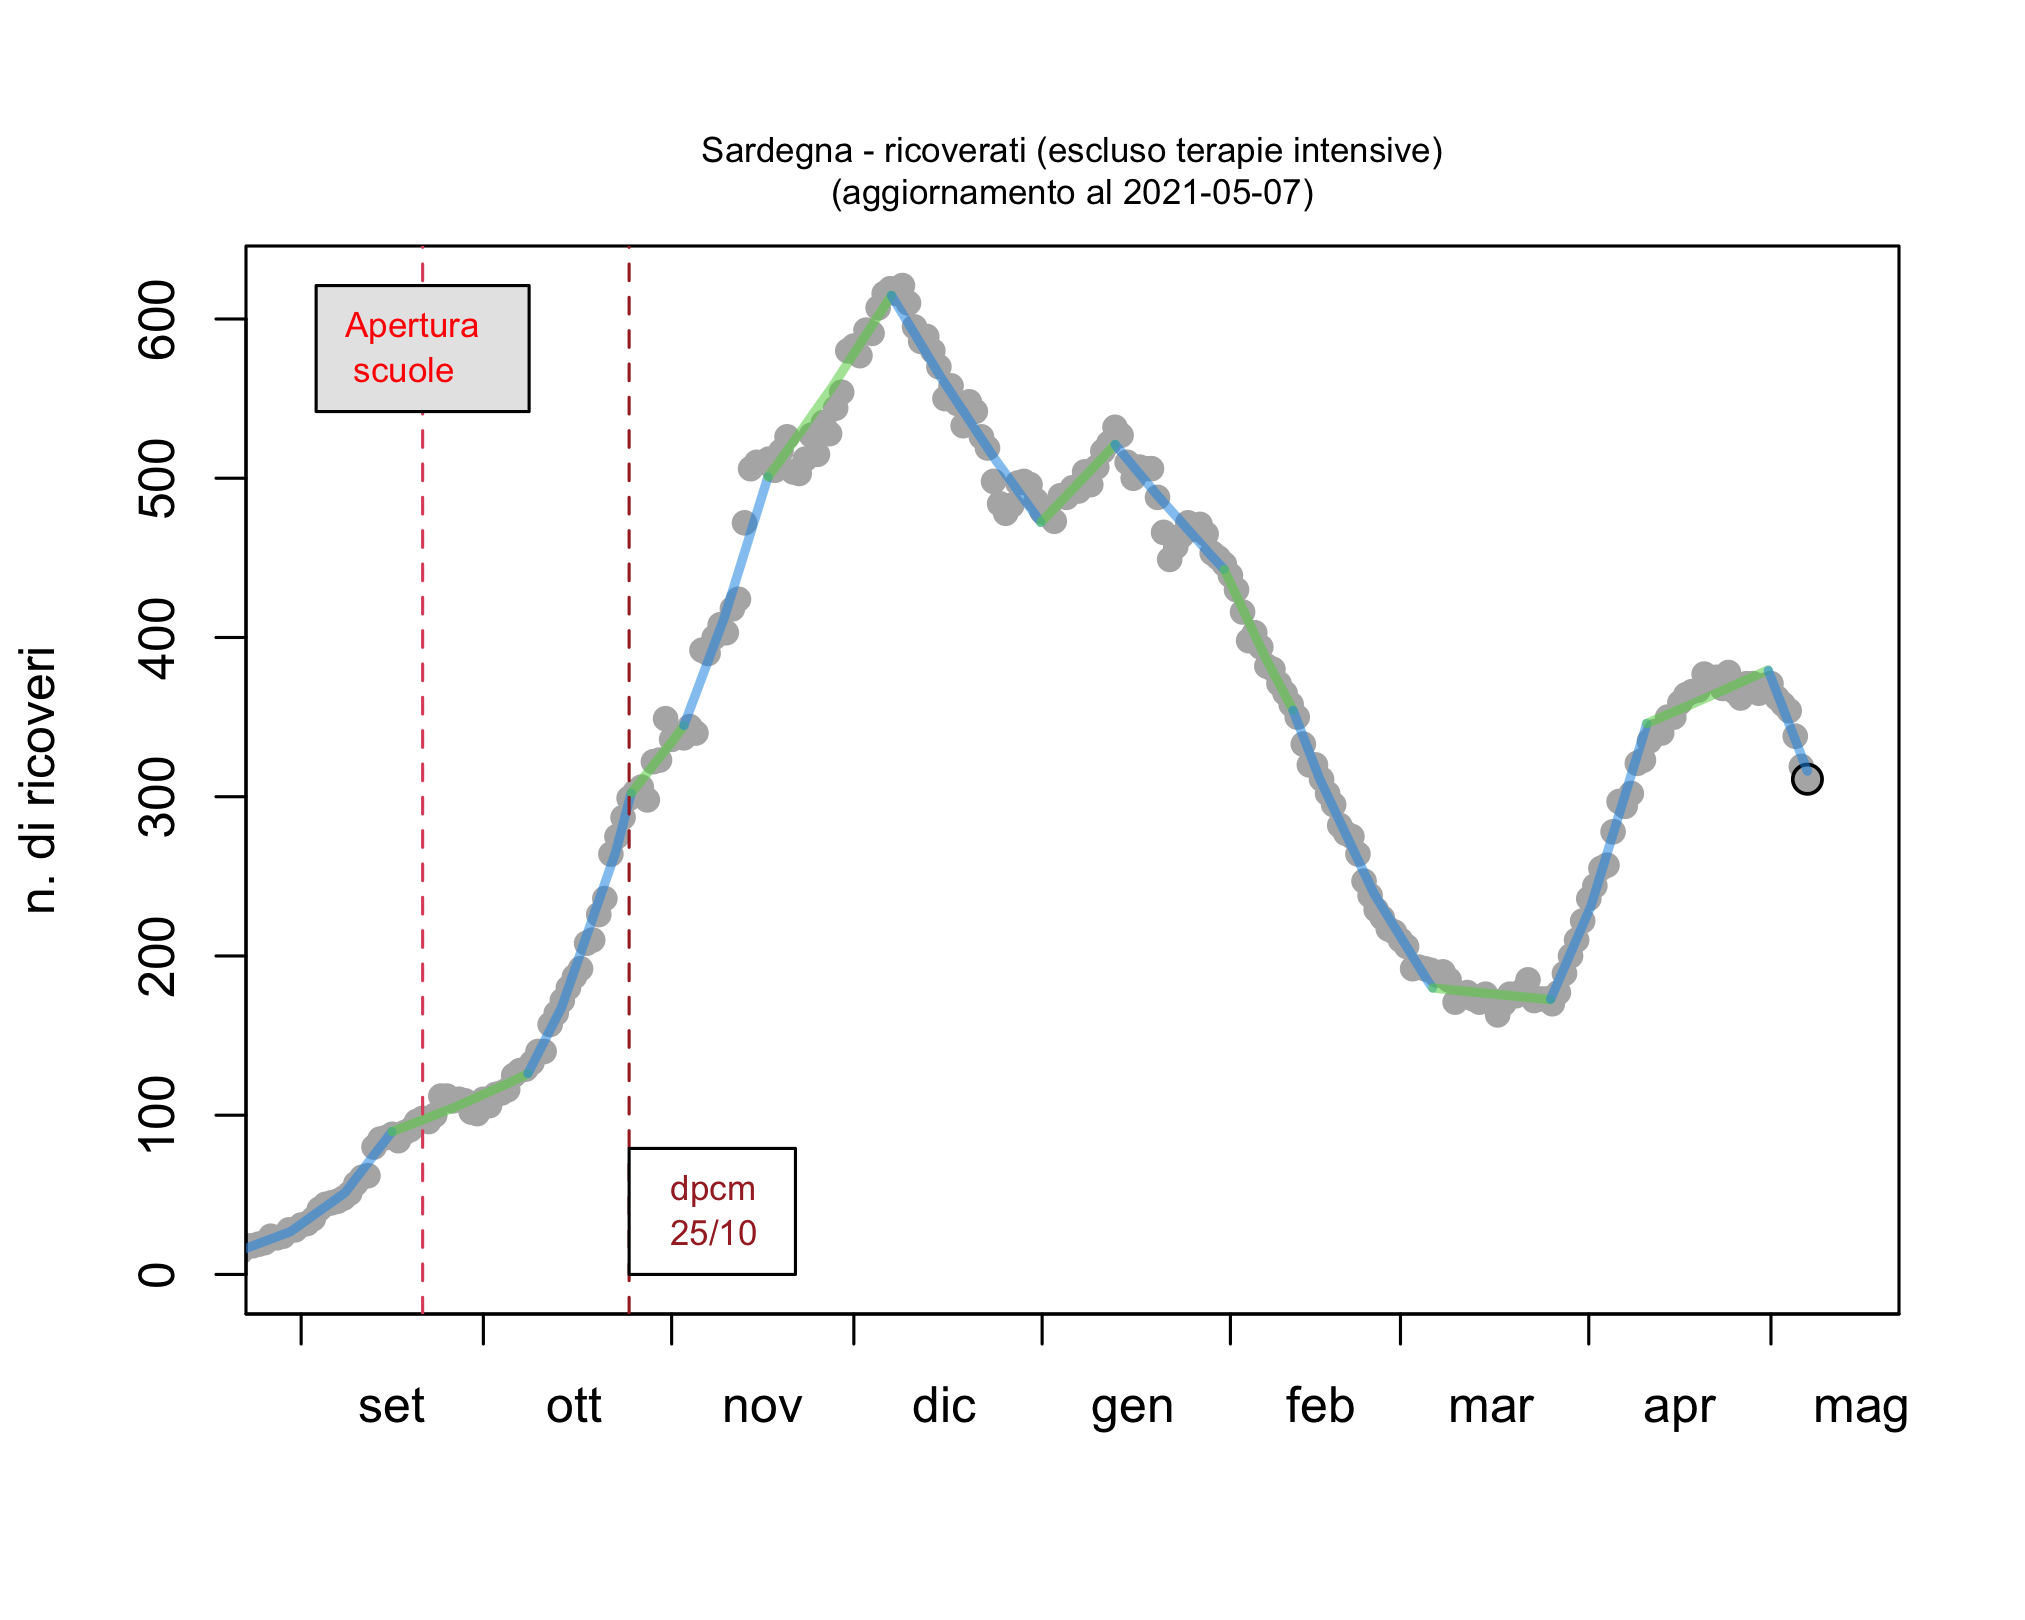 Sardegna - ricoverati (escluso terapie intensive)
(aggiornamento al 2021-05-07)
n. di ricoveri
600
500
400
300
200
100
0
Apertura
scuole
dpcm
25/10
set ott nov dic gen feb mar apr mag